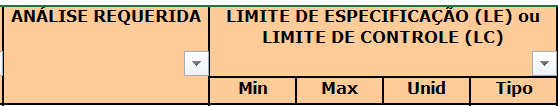 ANÁLISE REQUERIDA
LIMITE DE ESPECIFICAÇÃO (LE) ou
LIMITE DE CONTROLE (LC)
Min Max Unid Tipo